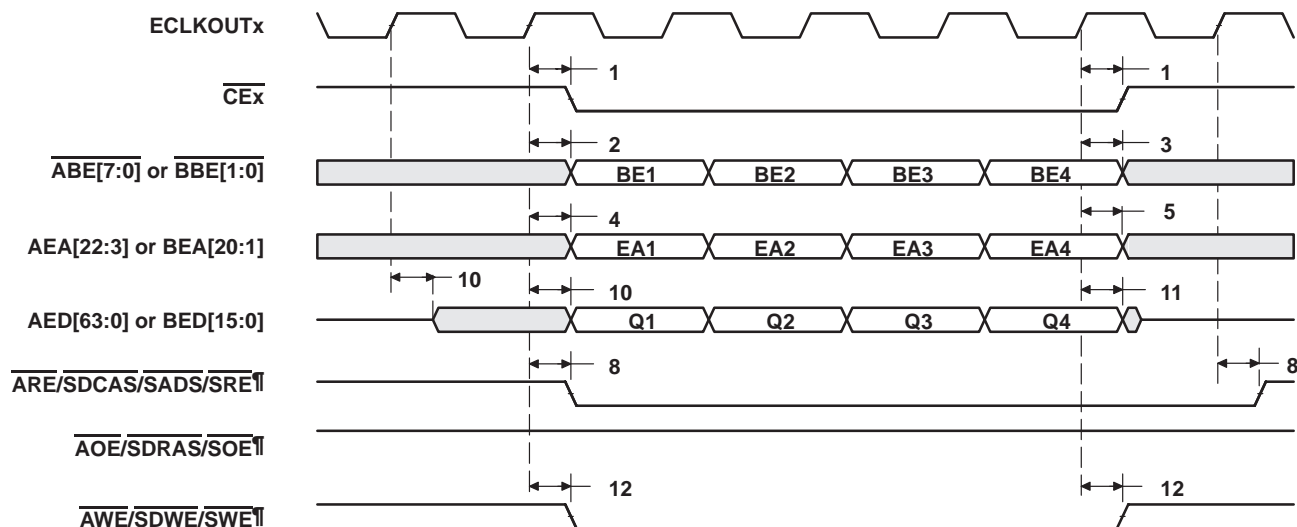 ECLKOUTx
1 1
CEx
2 3
ABE[7:0] or BBE[1:0] BE1 BE2 BE3 BE4
4 5
AEA[22:3] or BEA[20:1] EA1 EA2 EA3 EA4
10 10 11
AED[63:0] or BED[15:0] Q1 Q2 Q3 Q4
8 8
ARE/SDCAS/SADS/SRE¶
AOE/SDRAS/SOE¶
12 12
AWE/SDWE/SWE¶